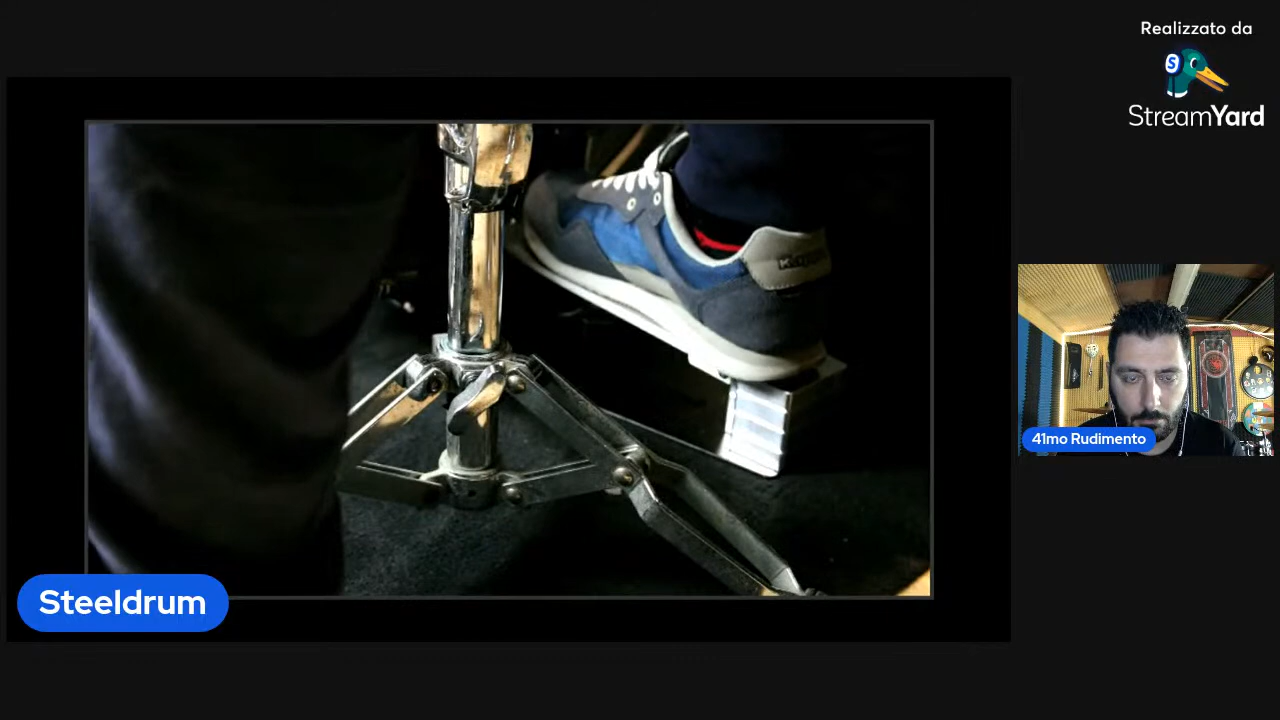 Realizzato da
StreamYard
Steeldrum
41mo Rudimento